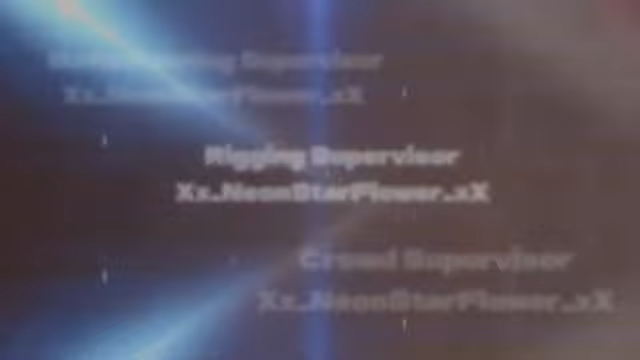 Supervisor
Xx.NeonStarFlower.xX
Rigging Supervisor
Xx.NeonStarFlower.xX
Crowd Supervisor
Xx.NeonStarFlower.xX